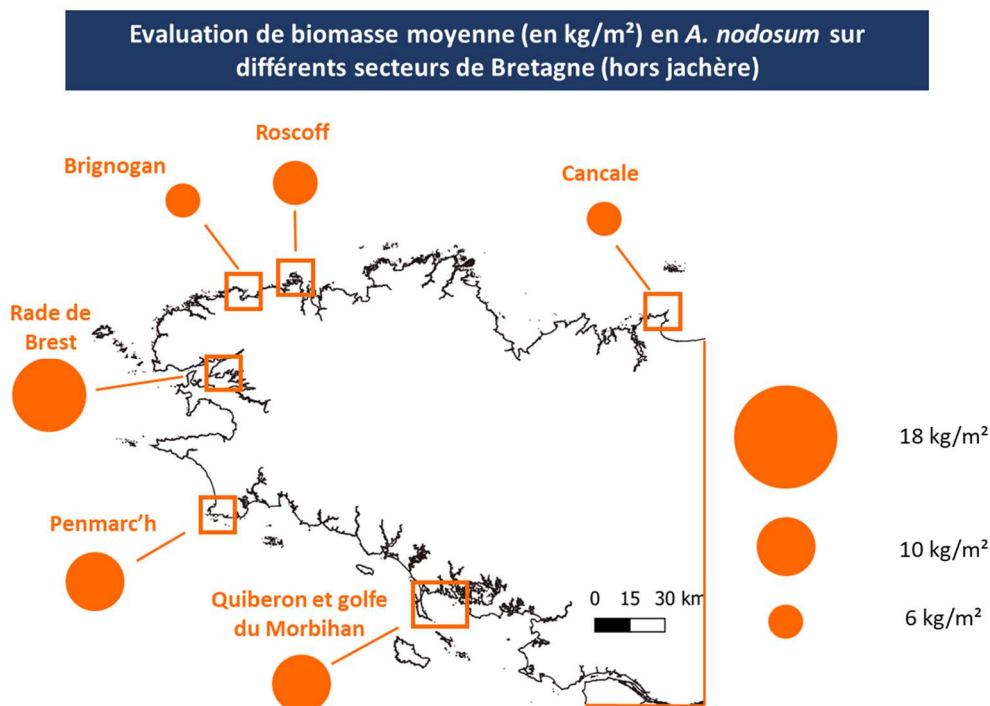 Evaluation de biomasse moyenne (en kg/m²) en A. nodosum sur
différents secteurs de Bretagne (hors jachère)
Roscoff
Brignogan
Cancale
Rade de
Brest
18 kg/m²
Penmarc’h
10 kg/m²
Quiberon et golfe
du Morbihan
0 15 30 km
6 kg/m²